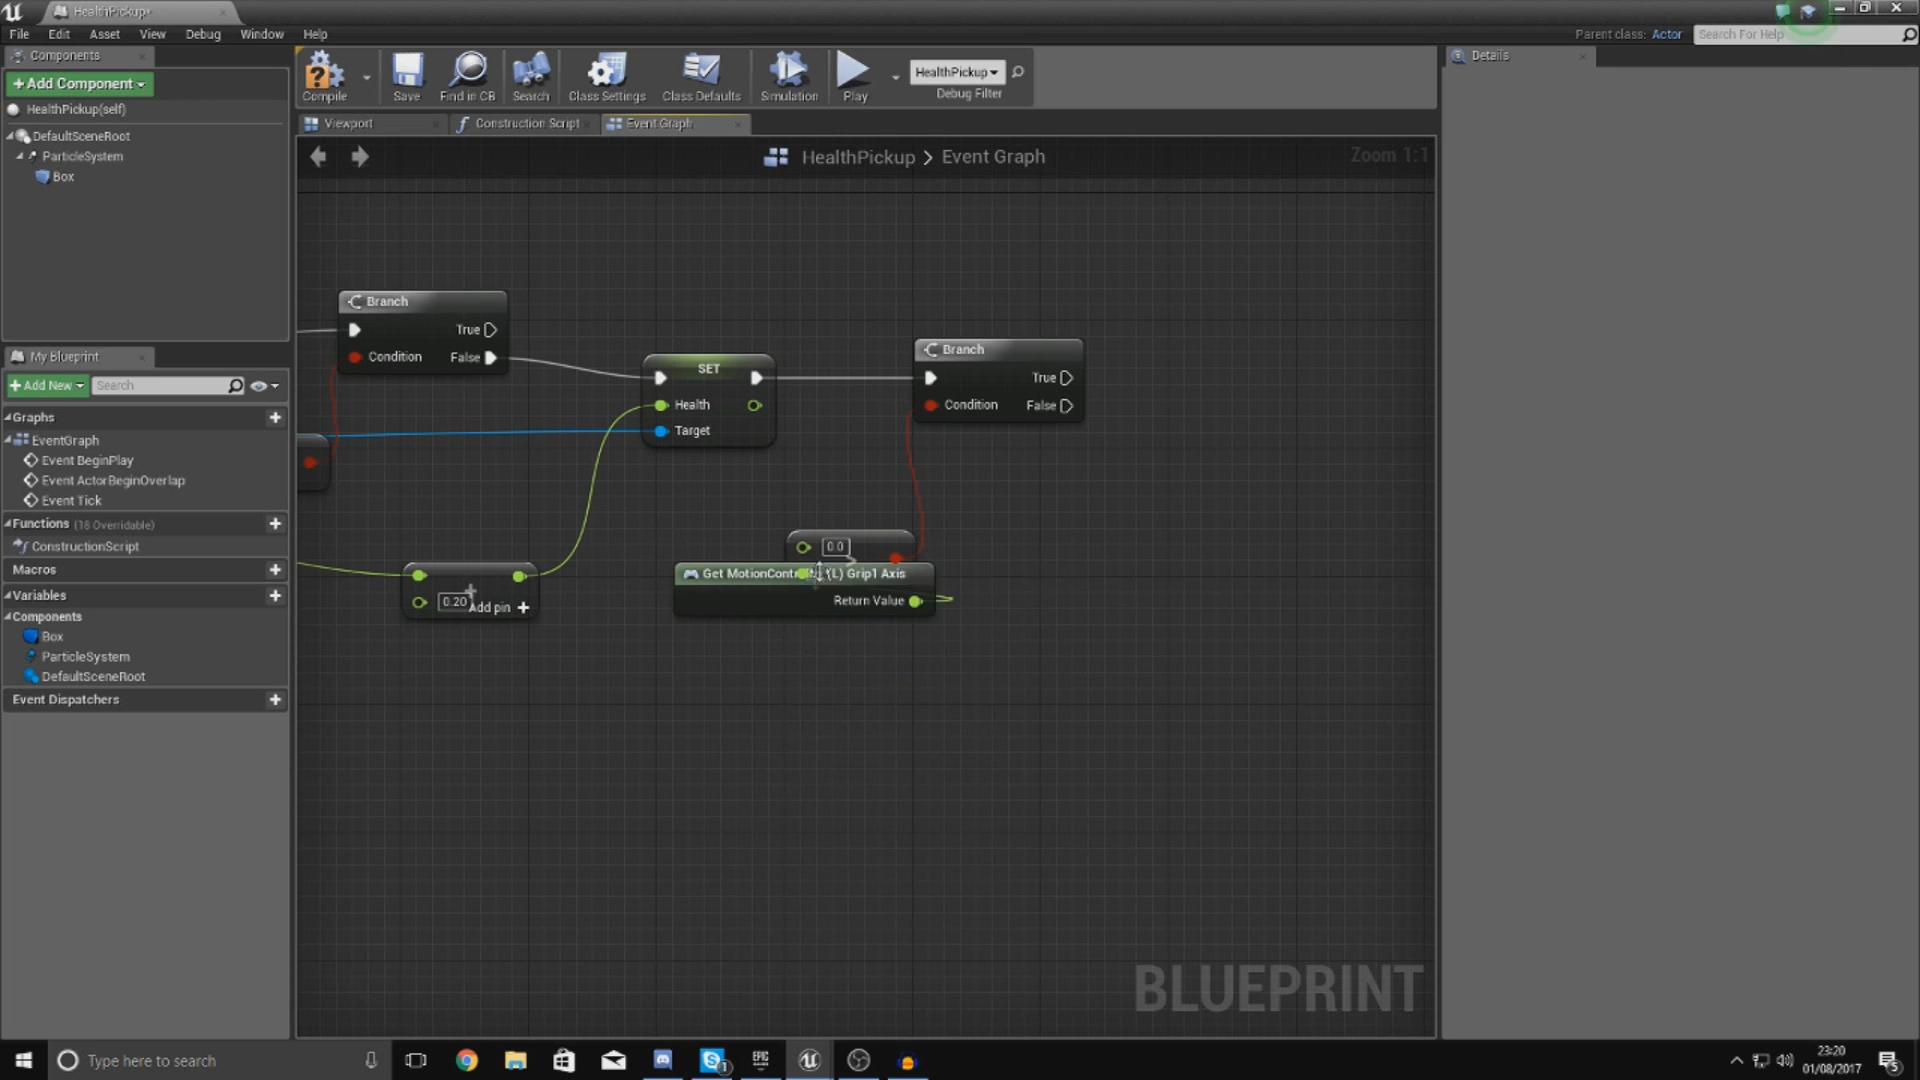 HealthPickup*
File Edit Asset View Debug Window Help
Parent class: Actor
Search For Help
Components
+Add Component
HealthPickup(self)
DefaultSceneRoot
ParticleSystem
Box
Compile
Save
Find in CB
Search
Class Settings
Class Defaults
Simulation
Play
HealthPickup
Debug Filter
Details
Viewport
Construction Script
Event Graph
HealthPickup > Event Graph
Zoom 1:1
My Blueprint
+Add New
Search
Graphs
EventGraph
Event BeginPlay
Event ActorBeginOverlap
Event Tick
Functions (18 Overridable)
ConstructionScript
Macros
Variables
Components
Box
ParticleSystem
DefaultSceneRoot
Event Dispatchers
Branch
True
Condition
False
SET
Health
Target
Branch
True
Condition
False
0.20
Add pin +
0.0
Get (L) Grip1 Axis
Return Value
BLUEPRINT
Type here to search
EPIC
1
23:20
01/08/2017
5